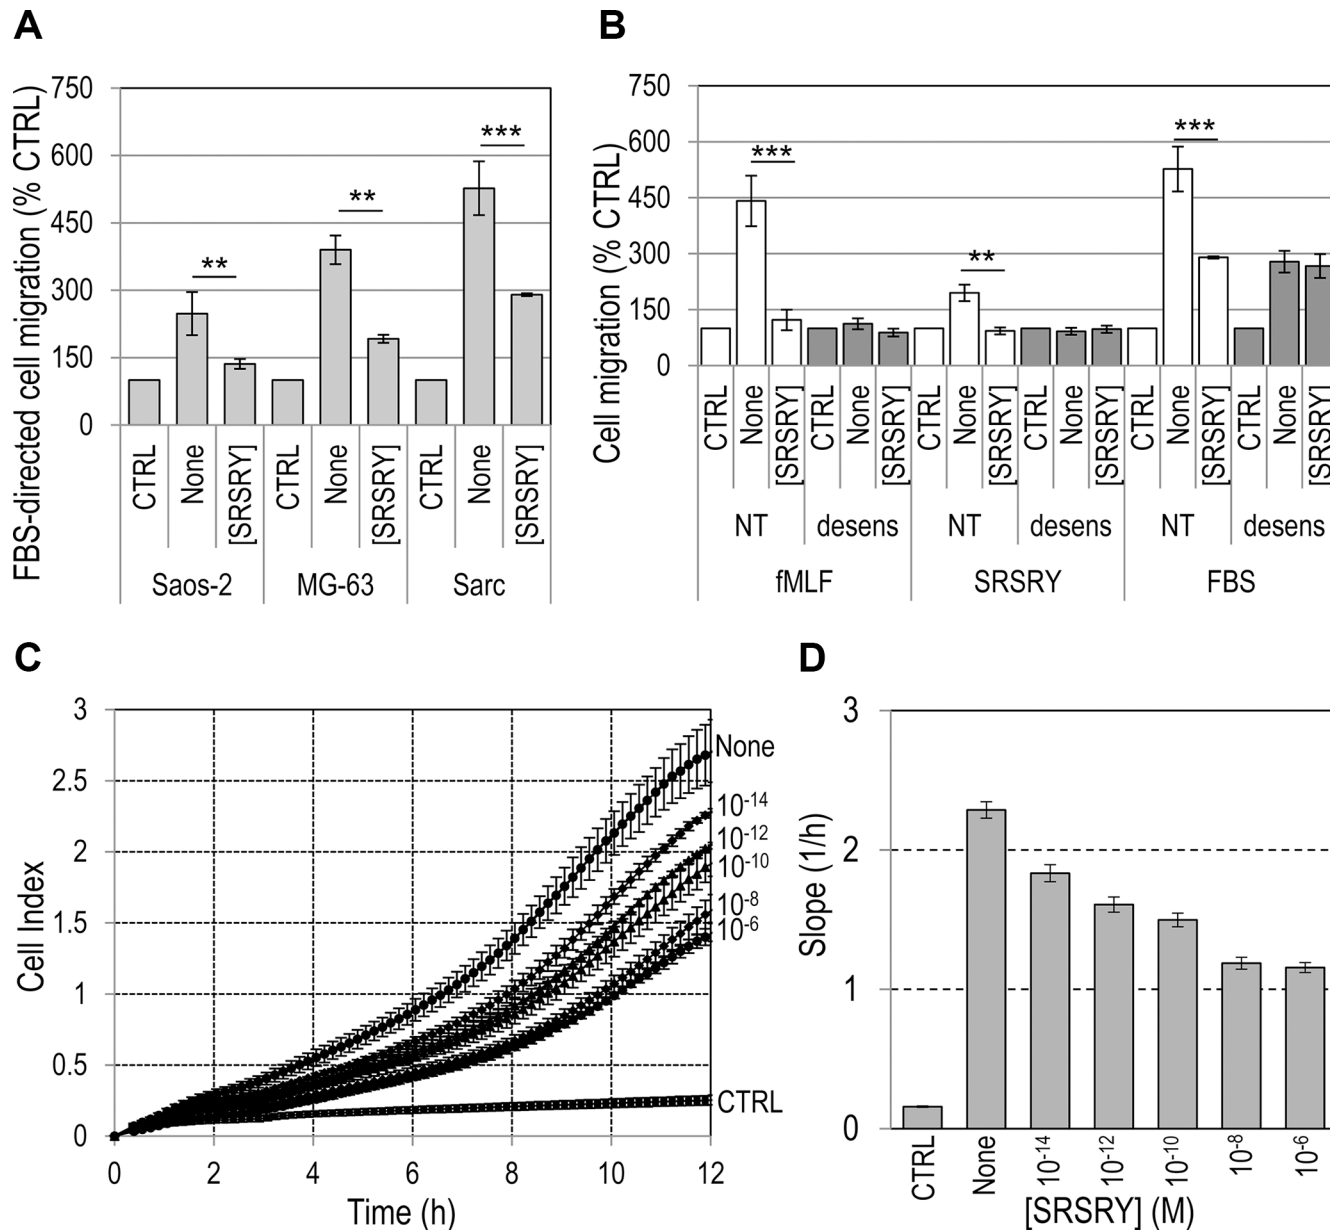 A
FBS-directed cell migration (% CTRL)
750
600
450
300
150
0
**
**
***
CTRL
None
[SRSRY]
CTRL
None
[SRSRY]
CTRL
None
[SRSRY]
Saos-2
MG-63
Sarc
B
Cell migration (% CTRL)
750
600
450
300
150
0
***
**
***
CTRL
None
[SRSRY]
CTRL
None
[SRSRY]
CTRL
None
[SRSRY]
CTRL
None
[SRSRY]
CTRL
None
[SRSRY]
CTRL
None
[SRSRY]
NT
desens
NT
desens
NT
desens
fMLF
SRSRY
FBS
C
Cell Index
3
2.5
2
1.5
1
0.5
0
None
10⁻¹⁴
10⁻¹²
10⁻¹⁰
10⁻⁸
10⁻⁶
CTRL
0
2
4
6
8
10
12
Time (h)
D
Slope (1/h)
3
2
1
0
CTRL
None
10⁻¹⁴
10⁻¹²
10⁻¹⁰
10⁻⁸
10⁻⁶
[SRSRY] (M)